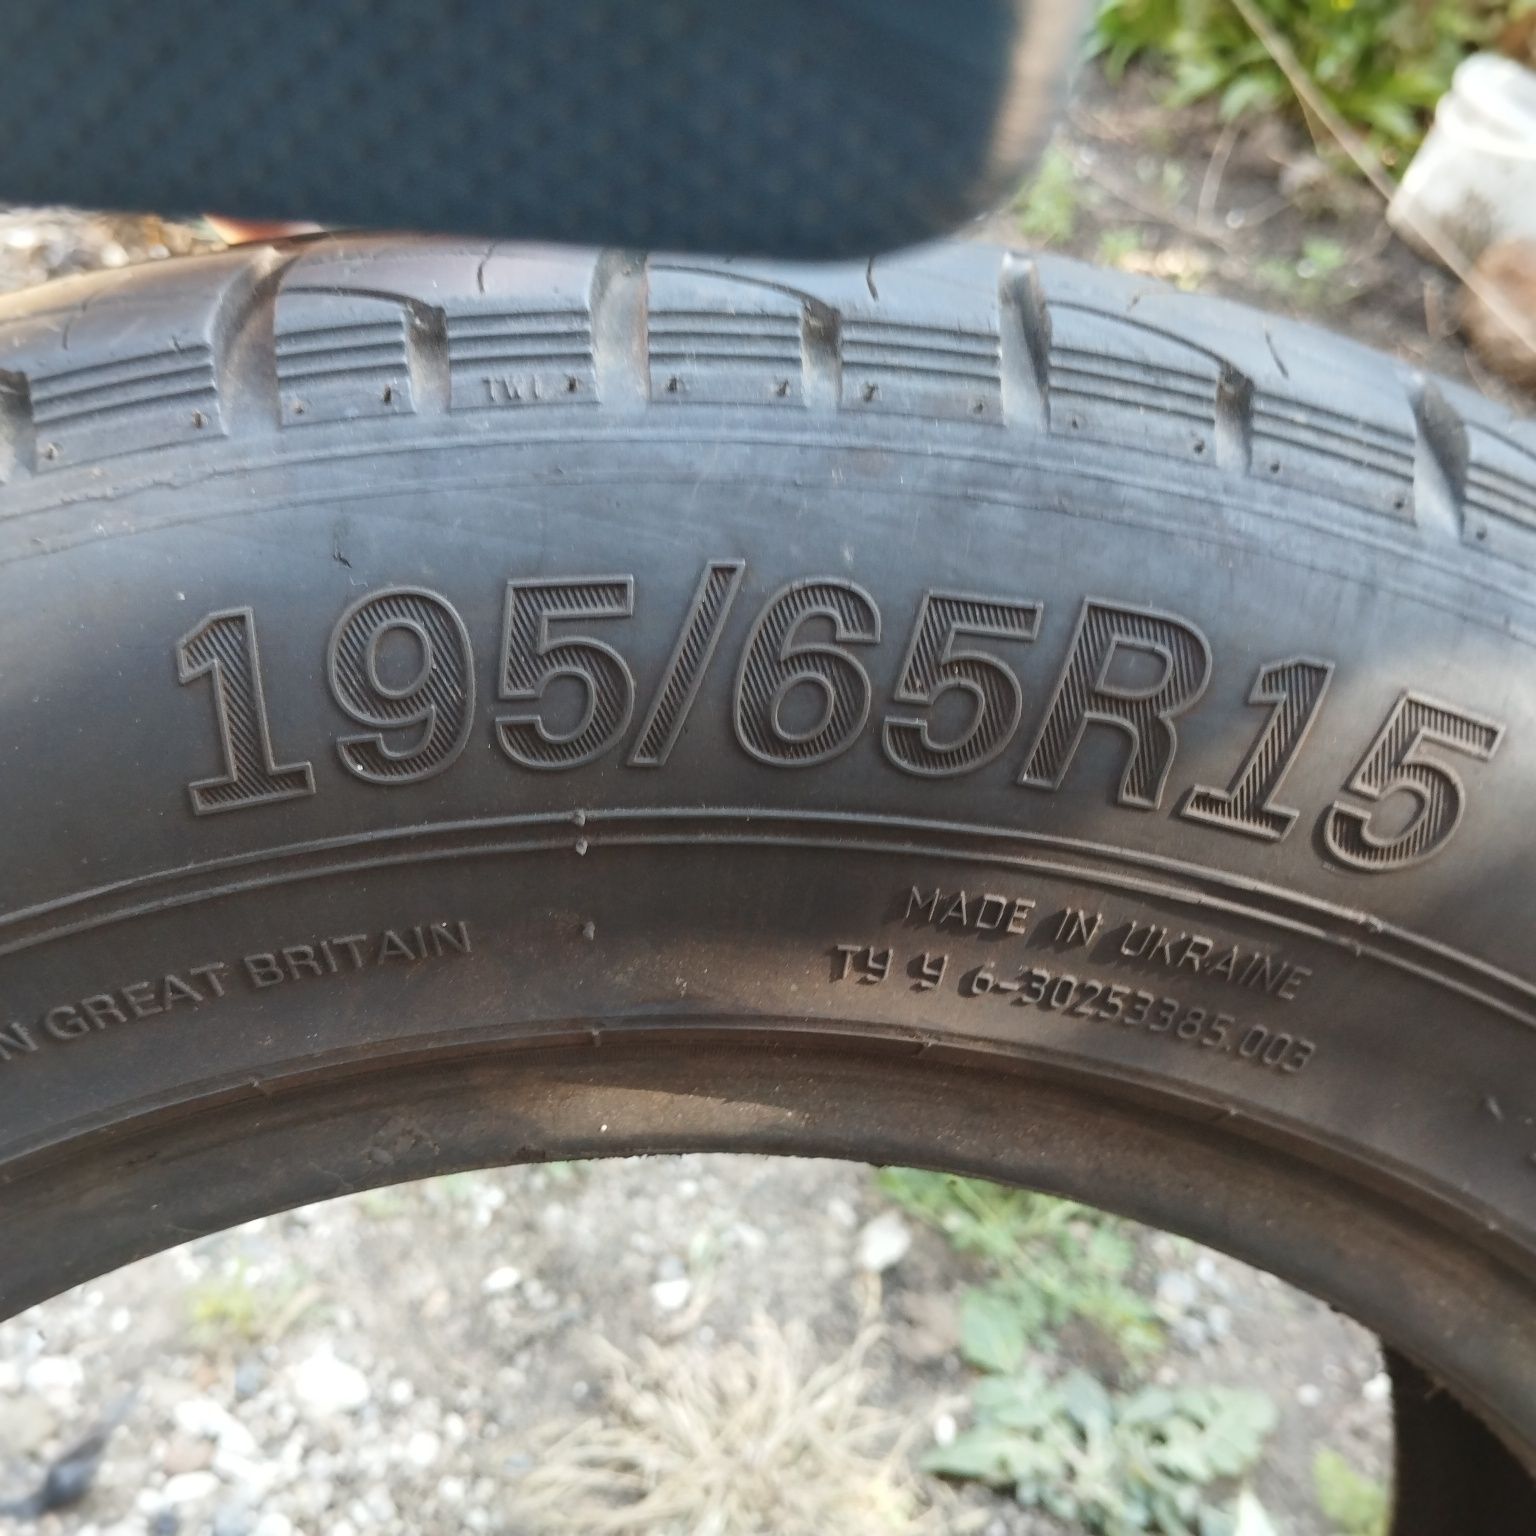 TWI
195/65R15
N GREAT BRITAIN
MADE IN UKRAINE
ТУ У 6-30253385.003